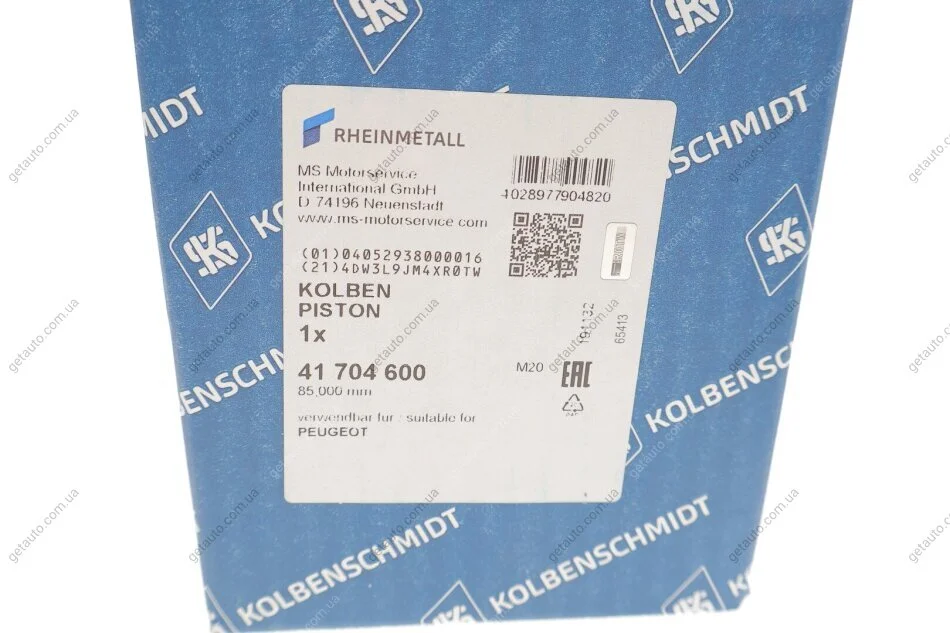 RHEINMETALL
MS Motorservice
International GmbH
D 74196 Neuenstadt
www.ms-motorservice.com
4028977904820
(01)04052938000016
(21)4DW3L9JM4XR0TW
KOLBEN
PISTON
1x
41 704 600
85,000 mm
verwendbar für : suitable for
PEUGEOT
M20
EAC
191132
65413
KOLBENSCHMIDT
KOLBENSCHMIDT
KOLBENSCHMIDT
KOLBENSCHMIDT
getauto.com.ua